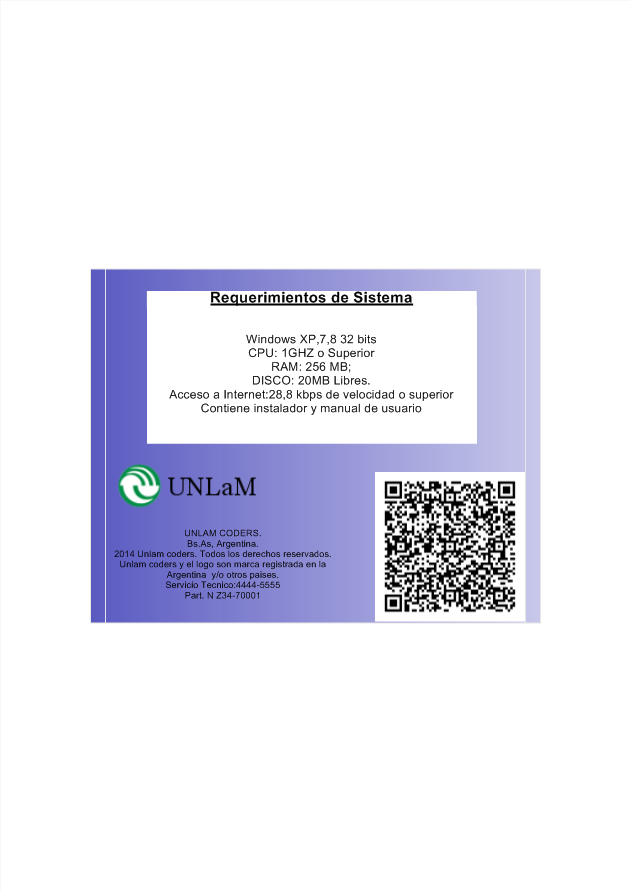 Requerimientos de Sistema
Windows XP,7,8 32 bits
CPU: 1GHZ o Superior
RAM: 256 MB;
DISCO: 20MB Libres.
Acceso a Internet:28,8 kbps de velocidad o superior
Contiene instalador y manual de usuario
UNLaM
UNLAM CODERS.
Bs.As, Argentina.
2014 Unlam coders. Todos los derechos reservados.
Unlam coders y el logo son marca registrada en la
Argentina y/o otros paises.
Servicio Tecnico:4444-5555
Part. N Z34-70001